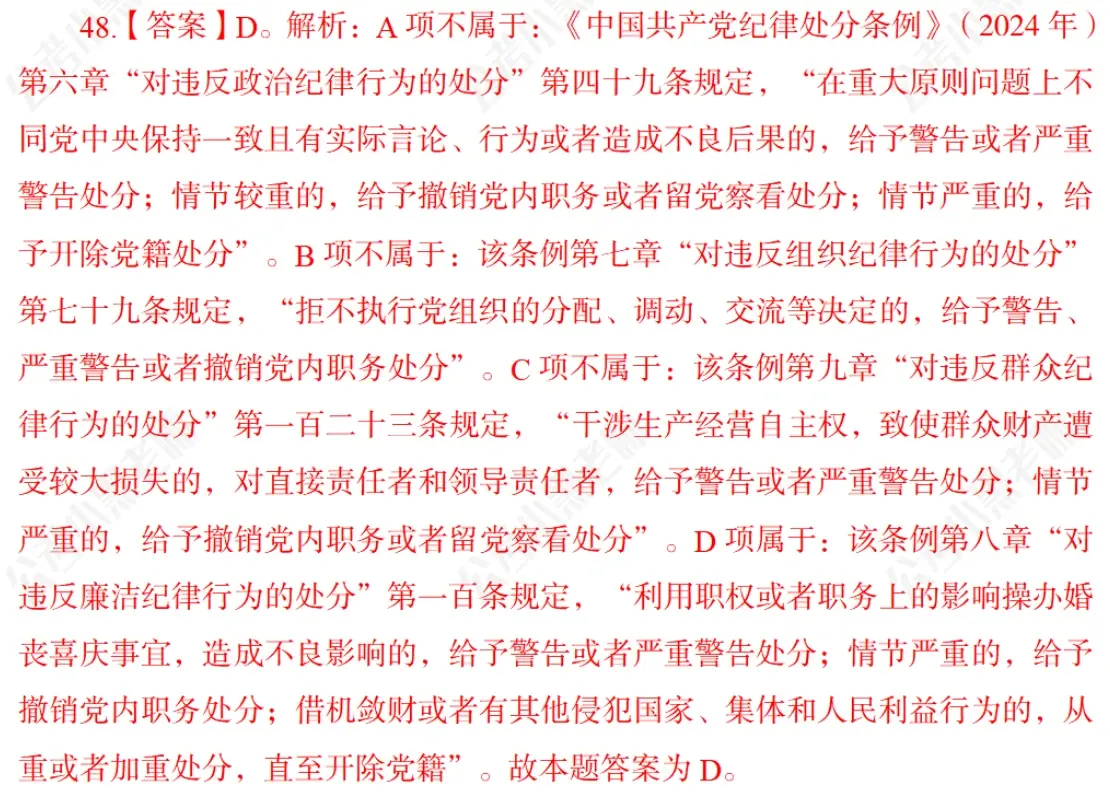 48.【答案】D。解析：A 项不属于：《中国共产党纪律处分条例》（2024 年）
第六章“对违反政治纪律行为的处分”第四十九条规定，“在重大原则问题上不
同党中央保持一致且有实际言论、行为或者造成不良后果的，给予警告或者严重
警告处分；情节较重的，给予撤销党内职务或者留党察看处分；情节严重的，给
予开除党籍处分”。B 项不属于：该条例第七章“对违反组织纪律行为的处分”
第七十九条规定，“拒不执行党组织的分配、调动、交流等决定的，给予警告、
严重警告或者撤销党内职务处分”。C 项不属于：该条例第九章“对违反群众纪
律行为的处分”第一百二十三条规定，“干涉生产经营自主权，致使群众财产遭
受较大损失的，对直接责任者和领导责任者，给予警告或者严重警告处分；情节
严重的，给予撤销党内职务或者留党察看处分”。D 项属于：该条例第八章“对
违反廉洁纪律行为的处分”第一百条规定，“利用职权或者职务上的影响操办婚
丧喜庆事宜，造成不良影响的，给予警告或者严重警告处分；情节严重的，给予
撤销党内职务处分；借机敛财或者有其他侵犯国家、集体和人民利益行为的，从
重或者加重处分，直至开除党籍”。故本题答案为 D。